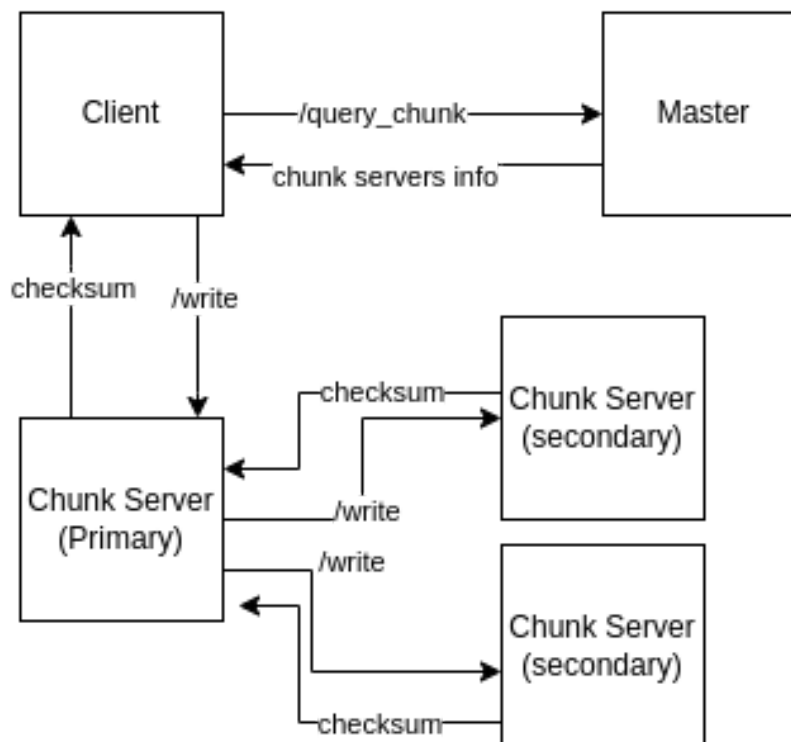 Client
/query_chunk
Master
chunk servers info
checksum
/write
checksum
Chunk Server
(secondary)
Chunk Server
(Primary)
/write
/write
Chunk Server
(secondary)
checksum